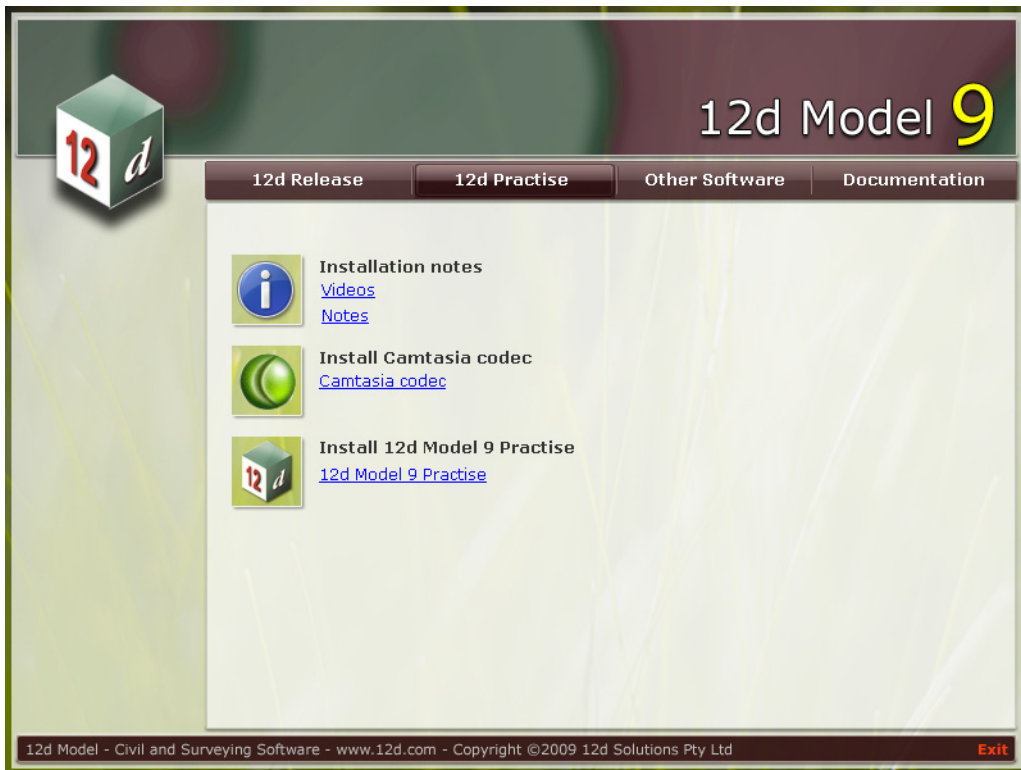 12d Model 9
12 d
12d Release
12d Practise
Other Software
Documentation
Installation notes
Videos
Notes
Install Camtasia codec
Camtasia codec
Install 12d Model 9 Practise
12 d
12d Model 9 Practise
12d Model - Civil and Surveying Software - www.12d.com - Copyright ©2009 12d Solutions Pty Ltd
Exit